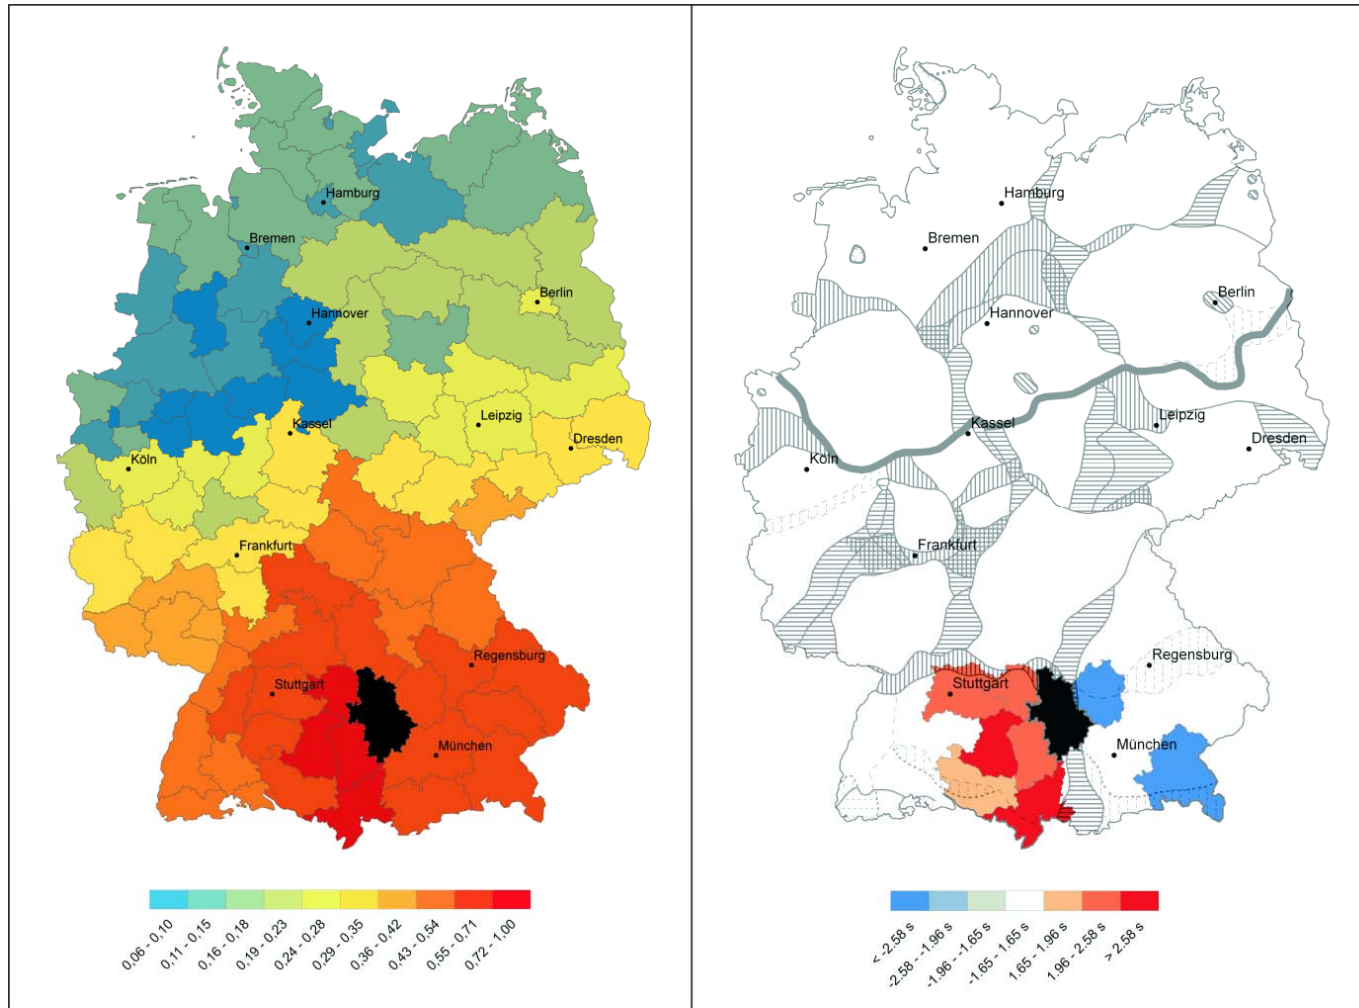 Hamburg
Bremen
Berlin
Hannover
Kassel
Leipzig
Dresden
Köln
Frankfurt
Regensburg
Stuttgart
München
0,06 - 0,10
0,11 - 0,15
0,16 - 0,18
0,19 - 0,23
0,24 - 0,28
0,29 - 0,35
0,36 - 0,42
0,43 - 0,54
0,55 - 0,71
0,72 - 1,00
Hamburg
Bremen
Berlin
Hannover
Kassel
Leipzig
Dresden
Köln
Frankfurt
Regensburg
Stuttgart
München
< -2.58 s
-2.58 - -1.96 s
-1.96 - -1.65 s
-1.65 - 1.65 s
1.65 - 1.96 s
1.96 - 2.58 s
> 2.58 s